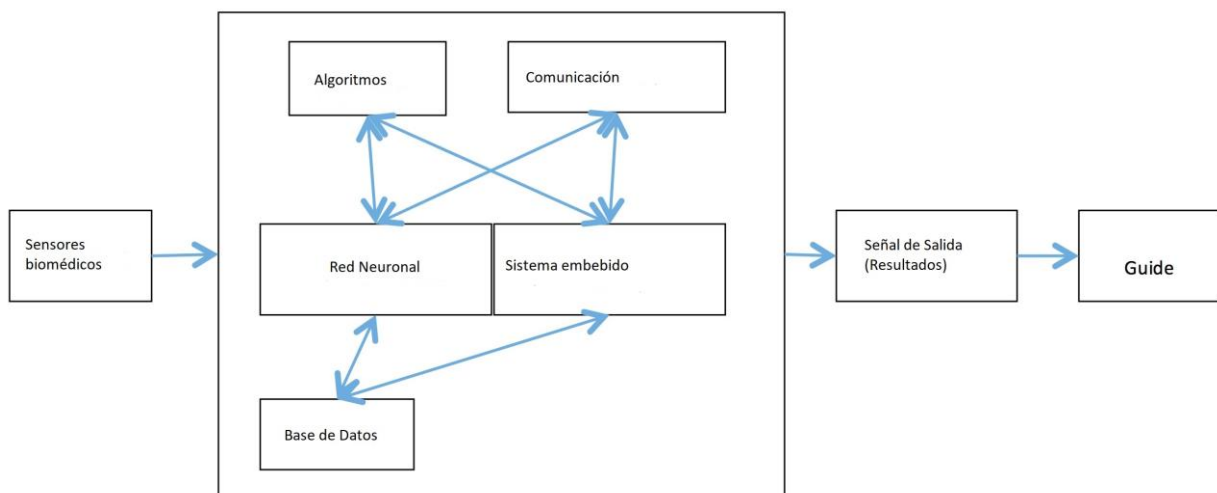 Algoritmos
Comunicación
Sensores
biomédicos
Red Neuronal
Sistema embebido
Señal de Salida
(Resultados)
Guide
Base de Datos